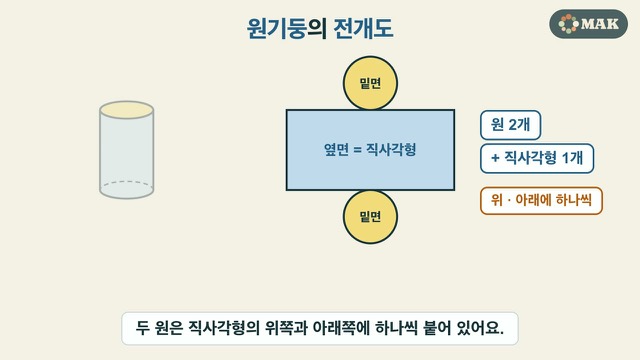 원기둥의 전개도
MAK
밑면
옆면 = 직사각형
밑면
원 2개
+ 직사각형 1개
위 · 아래에 하나씩
두 원은 직사각형의 위쪽과 아래쪽에 하나씩 붙어 있어요.